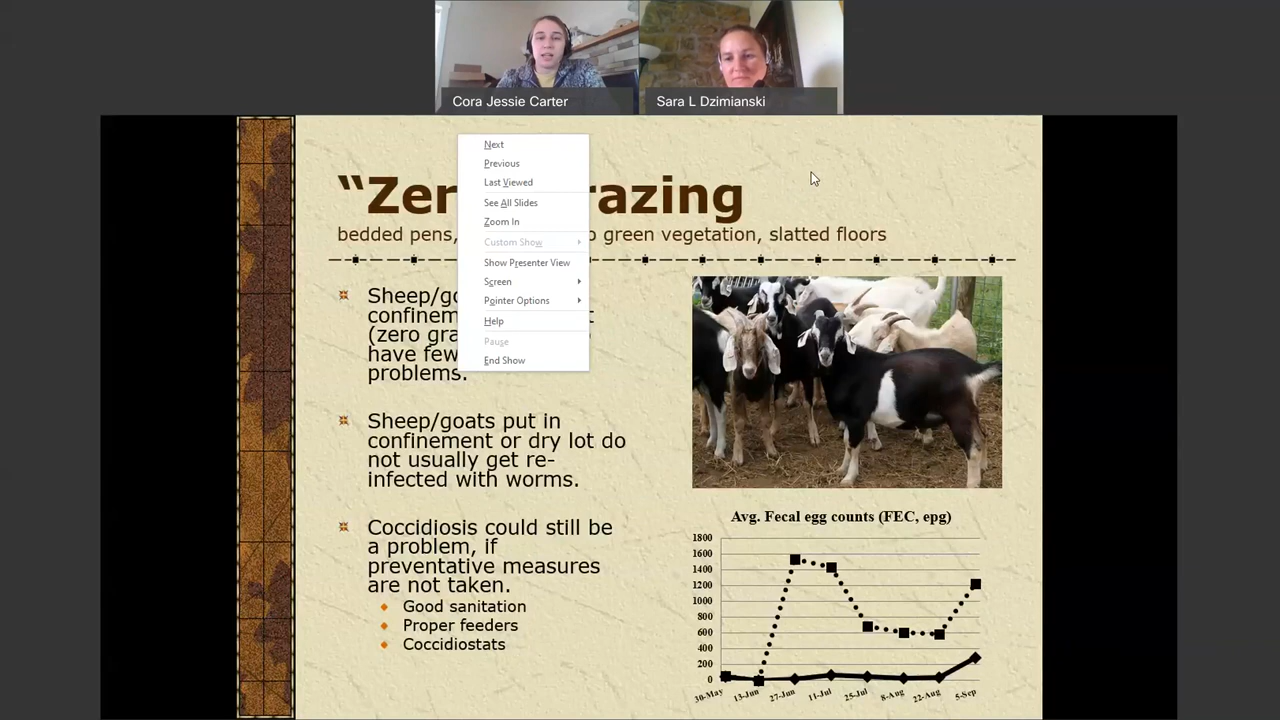 Cora Jessie Carter
Sara L Dzimianski
Next
Previous
Last Viewed
See All Slides
Zoom In
Custom Show
Show Presenter View
Screen
Pointer Options
Help
Pause
End Show
“Zer razing
bedded pens, o green vegetation, slatted floors
Sheep/go
confinem t
(zero gra
have few
problems.
Sheep/goats put in
confinement or dry lot do
not usually get re-
infected with worms.
Coccidiosis could still be
a problem, if
preventative measures
are not taken.
Good sanitation
Proper feeders
Coccidiostats
Avg. Fecal egg counts (FEC, epg)
1800
1600
1400
1200
1000
800
600
400
200
0
30-May 13-Jun 27-Jun 11-Jul 25-Jul 8-Aug 22-Aug 5-Sep